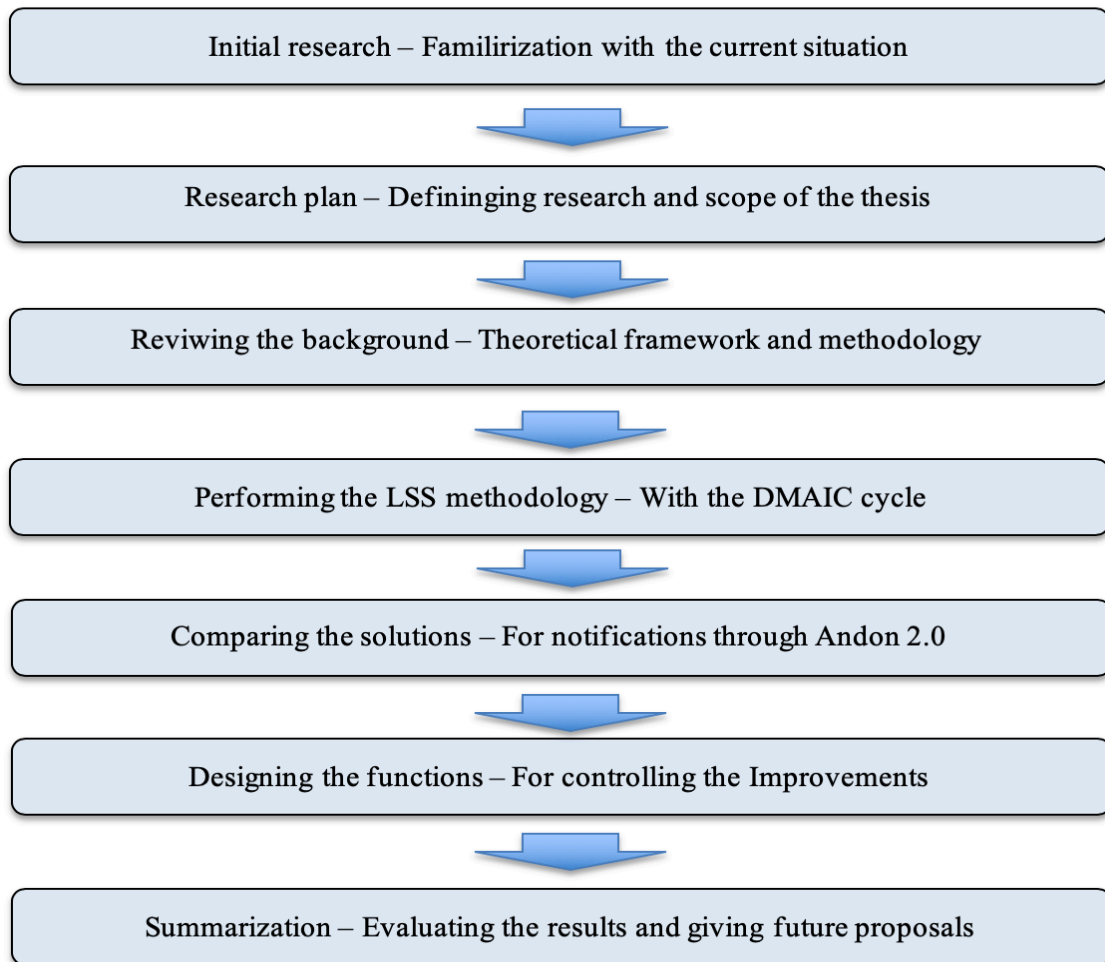 Initial research – Familirization with the current situation
Research plan – Defininging research and scope of the thesis
Reviwing the background – Theoretical framework and methodology
Performing the LSS methodology – With the DMAIC cycle
Comparing the solutions – For notifications through Andon 2.0
Designing the functions – For controlling the Improvements
Summarization – Evaluating the results and giving future proposals